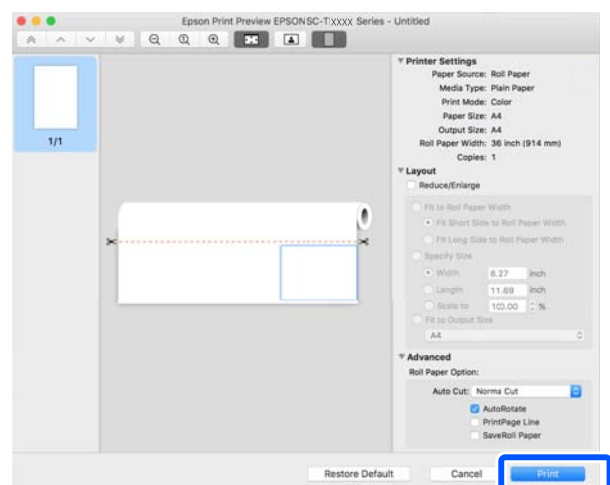 Epson Print Preview EPSONSC-T:xxxx Series - Untitled
1/1
Printer Settings
Paper Source: Roll Paper
Media Type: Plain Paper
Print Mode: Color
Paper Size: A4
Output Size: A4
Roll Paper Width: 36 inch (914 mm)
Copies: 1
Layout
Reduce/Enlarge
Fit to Roll Paper Width
Fit Short Side to Roll Paper Width
Fit Long Side to Roll Paper Width
Specify Size
Width 8.27 inch
Length 11.69 inch
Scale to 100.00 %
Fit to Output Size
A4
Advanced
Roll Paper Option:
Auto Cut: Norma Cut
AutoRotate
PrintPage Line
SaveRoll Paper
Restore Default Cancel Print